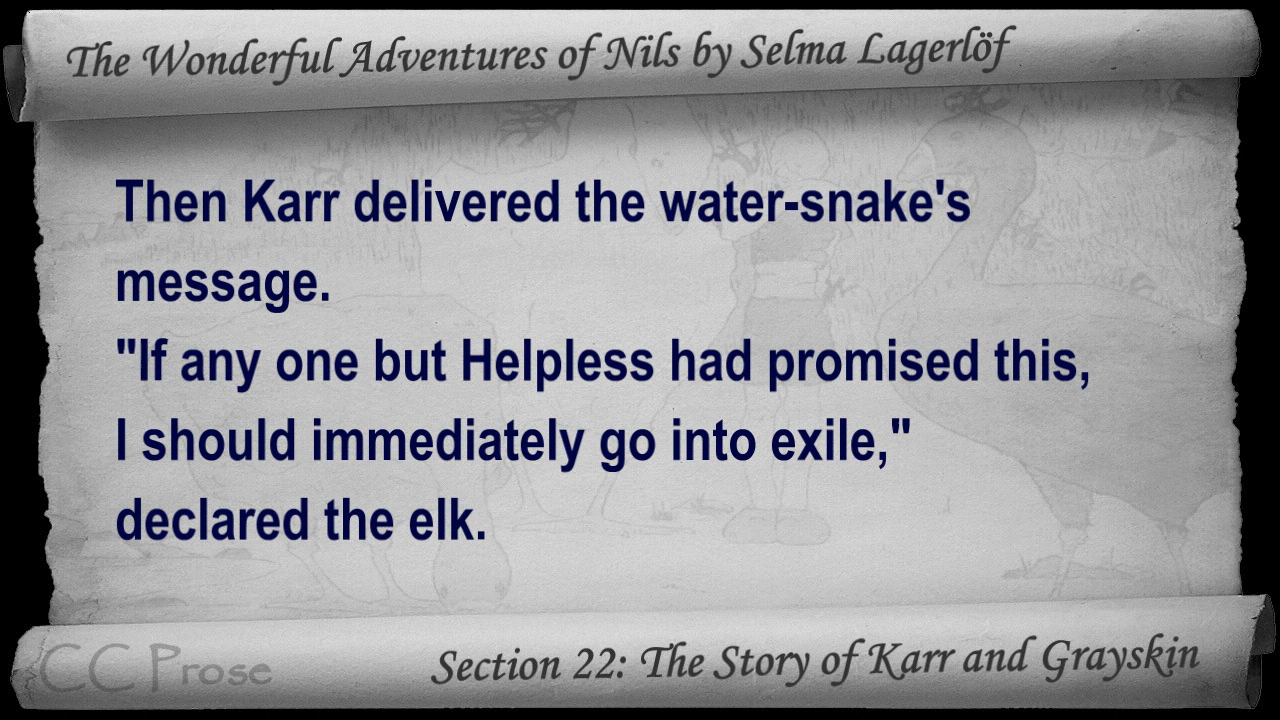 The Wonderful Adventures of Nils by Selma Lagerlöf
Then Karr delivered the water-snake's
message.
"If any one but Helpless had promised this,
I should immediately go into exile,"
declared the elk.
CC Prose
Section 22: The Story of Karr and Grayskin